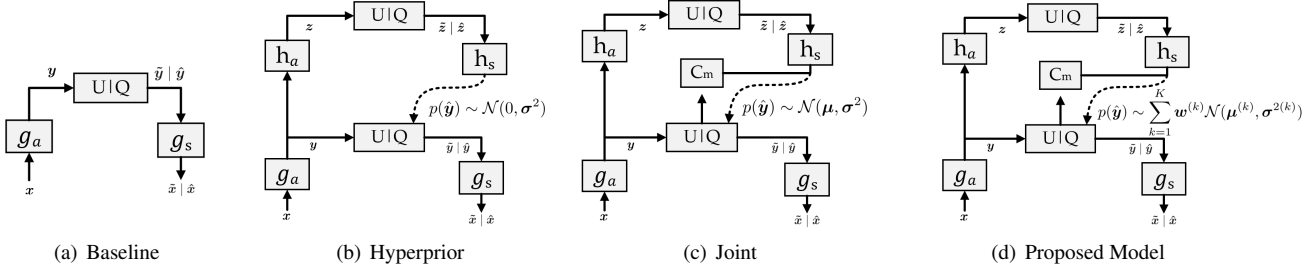 y
U|Q
ỹ | ŷ
g_a
g_s
x
x̃ | x̂
(a) Baseline
z
U|Q
z̃ | ẑ
h_a
h_s
p(ŷ) ∼ N(0, σ²)
y
U|Q
ỹ | ŷ
g_a
g_s
x
x̃ | x̂
(b) Hyperprior
z
U|Q
z̃ | ẑ
h_a
h_s
C_m
p(ŷ) ∼ N(μ, σ²)
y
U|Q
ỹ | ŷ
g_a
g_s
x
x̃ | x̂
(c) Joint
z
U|Q
z̃ | ẑ
h_a
h_s
C_m
p(ŷ) ∼ ∑_{k=1}^{K} w^{(k)} N(μ^{(k)}, σ^{2(k)})
y
U|Q
ỹ | ŷ
g_a
g_s
x
x̃ | x̂
(d) Proposed Model